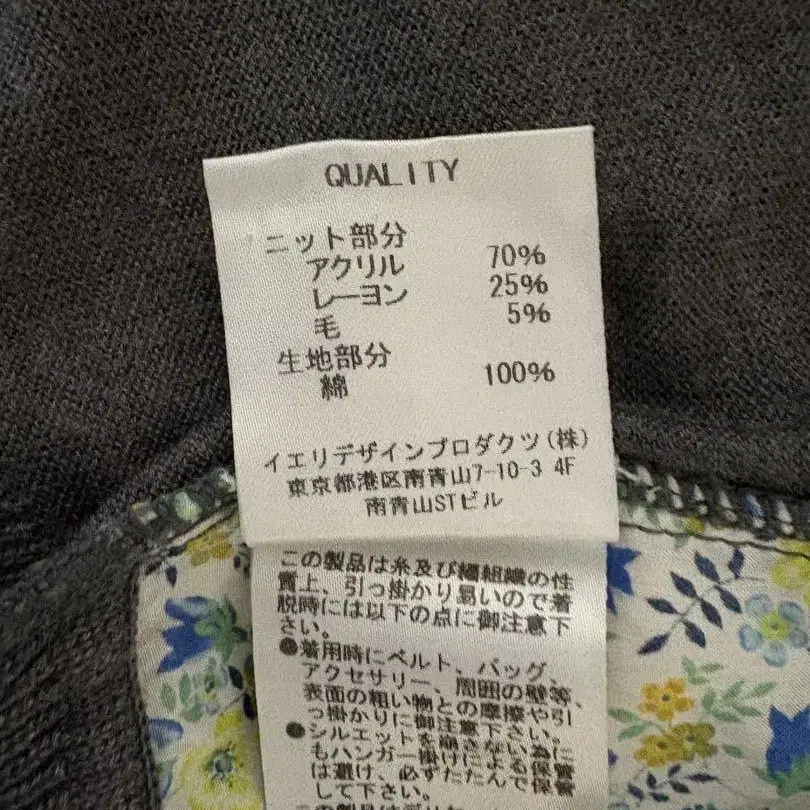 QUALITY
ニット部分
アクリル 70%
レーヨン 25%
毛 5%
生地部分
綿 100%
イエリデザインプロダクツ(株)
東京都港区南青山7-10-3 4F
南青山STビル
この製品は糸及び編組織の性
質上、引っ掛かり易いので着
脱時には以下の点に御注意下
さい。
●着用時にベルト、バッグ、
アクセサリー、周囲の壁等、
表面の粗い物との摩擦や引
っ掛かりに御注意下さい。
●シルエットを崩さない為に
もハンガー掛けによる保管
は避け、必ずたたんで保管
して下さい。
この製品はデリケ